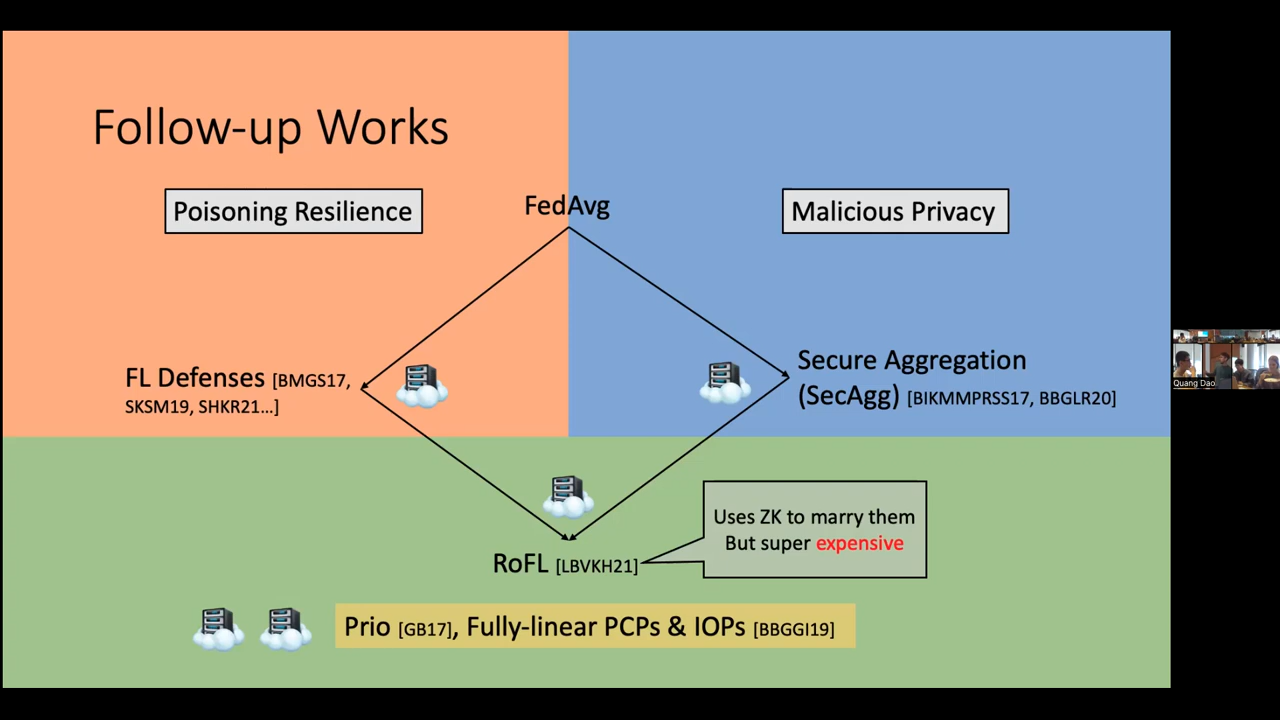 Follow-up Works
Poisoning Resilience
FedAvg
Malicious Privacy
FL Defenses [BMGS17,
SKSM19, SHKR21...]
Secure Aggregation
(SecAgg) [BIKMMPRSS17, BBGLR20]
Uses ZK to marry them
But super expensive
RoFL [LBVKH21]
Prio [GB17], Fully-linear PCPs & IOPs [BBGGI19]
Quang Dao